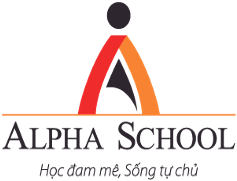 ALPHA SCHOOL
Học đam mê, Sống tự chủ